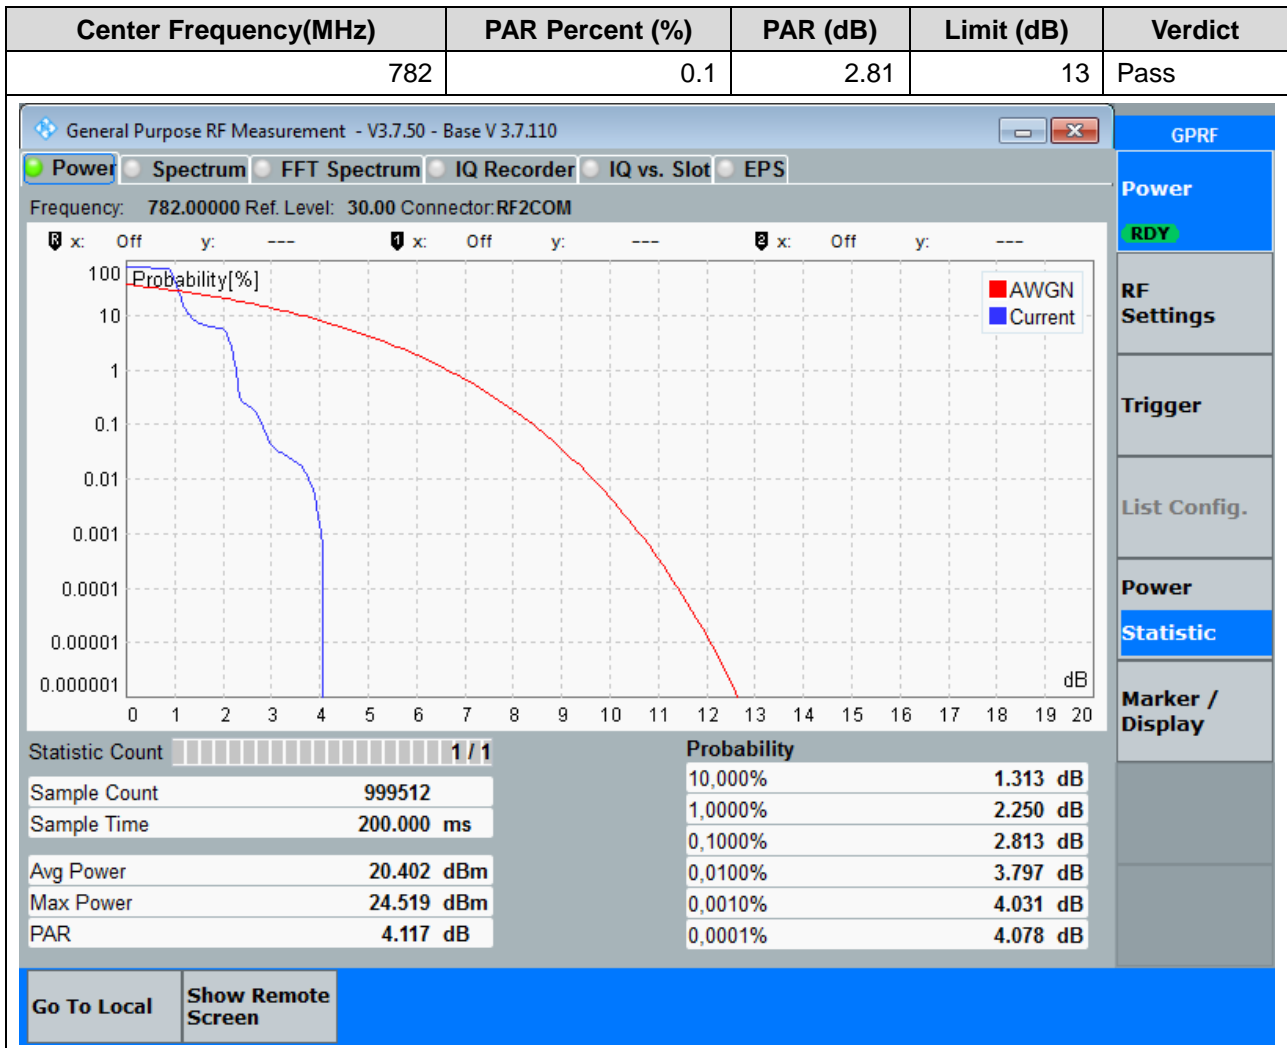 Center Frequency(MHz) PAR Percent (%) PAR (dB) Limit (dB) Verdict
782 0.1 2.81 13 Pass
General Purpose RF Measurement - V3.7.50 - Base V 3.7.110
GPRF
Power Spectrum FFT Spectrum IQ Recorder IQ vs. Slot EPS
Power
RDY
Frequency: 782.00000 Ref. Level: 30.00 Connector:RF2COM
R x: Off y: --- 1 x: Off y: --- 2 x: Off y: ---
Probability[%]
AWGN
Current
100
10
1
0.1
0.01
0.001
0.0001
0.00001
0.000001
dB
0 1 2 3 4 5 6 7 8 9 10 11 12 13 14 15 16 17 18 19 20
RF
Settings
Trigger
List Config.
Power
Statistic
Marker /
Display
Statistic Count 1 / 1
Sample Count 999512
Sample Time 200.000 ms
Avg Power 20.402 dBm
Max Power 24.519 dBm
PAR 4.117 dB
Probability
10,000% 1.313 dB
1,0000% 2.250 dB
0,1000% 2.813 dB
0,0100% 3.797 dB
0,0010% 4.031 dB
0,0001% 4.078 dB
Go To Local
Show Remote
Screen